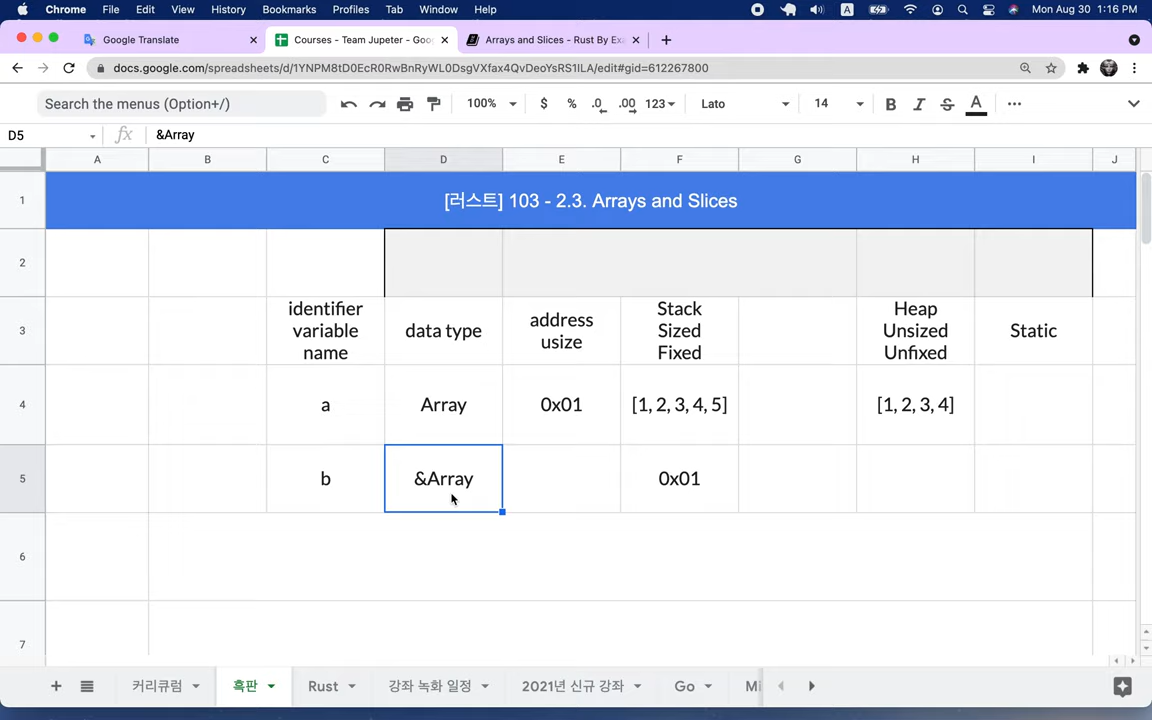 Chrome File Edit View History Bookmarks Profiles Tab Window Help A Mon Aug 30 1:16 PM
Google Translate Courses - Team Jupeter - Goo Arrays and Slices - Rust By Exa
docs.google.com/spreadsheets/d/1YNPM8tD0EcR0RwBnRyWL0DsgVXfax4QvDeoYsRS1ILA/edit#gid=612267800
Search the menus (Option+/) 100% $ % .0 .00 123 Lato 14 B I S A
D5 fx &Array
A B C D E F G H I J
1 [러스트] 103 - 2.3. Arrays and Slices
2
3 identifier variable name data type address usize Stack Sized Fixed Heap Unsized Unfixed Static
4 a Array 0x01 [1, 2, 3, 4, 5] [1, 2, 3, 4]
5 b &Array 0x01
6
7
커리큘럼 흑판 Rust 강좌 녹화 일정 2021년 신규 강좌 Go